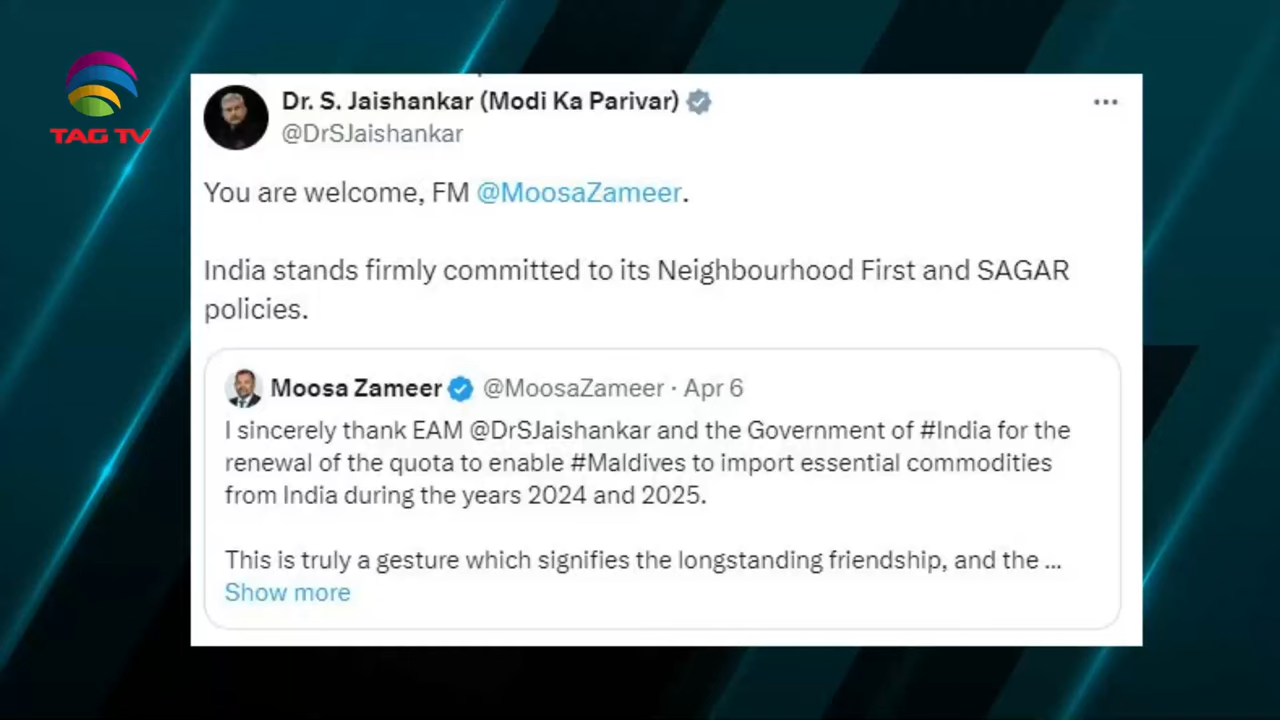 TAG TV
Dr. S. Jaishankar (Modi Ka Parivar)
@DrSJaishankar
You are welcome, FM @MoosaZameer.
India stands firmly committed to its Neighbourhood First and SAGAR
policies.
Moosa Zameer @MoosaZameer · Apr 6
I sincerely thank EAM @DrSJaishankar and the Government of #India for the
renewal of the quota to enable #Maldives to import essential commodities
from India during the years 2024 and 2025.
This is truly a gesture which signifies the longstanding friendship, and the ...
Show more